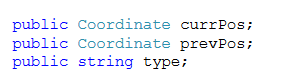 public Coordinate currPos;
public Coordinate prevPos;
public string type;